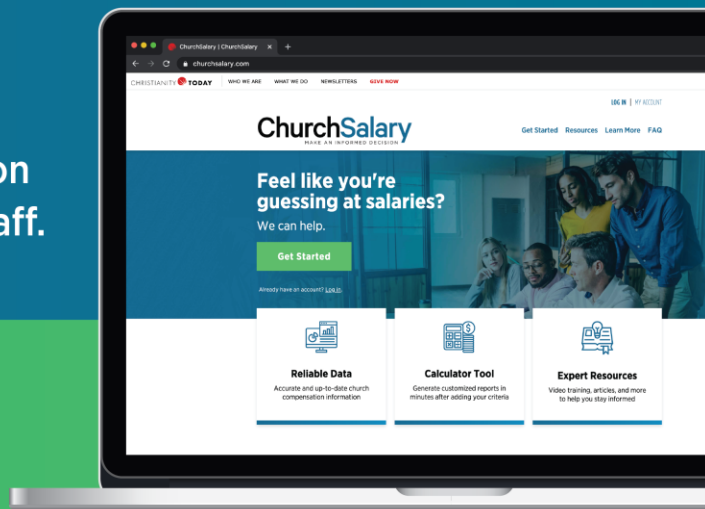 on
aff.
ChurchSalary | ChurchSalary
churchsalary.com
CHRISTIANITY TODAY WHO WE ARE WHAT WE DO NEWSLETTERS GIVE NOW
LOG IN | MY ACCOUNT
ChurchSalary
MAKE AN INFORMED DECISION
Get Started Resources Learn More FAQ
Feel like you're
guessing at salaries?
We can help.
Get Started
Already have an account? Log in.
Reliable Data
Accurate and up-to-date church
compensation information
Calculator Tool
Generate customized reports in
minutes after adding your criteria
Expert Resources
Video training, articles, and more
to help you stay informed